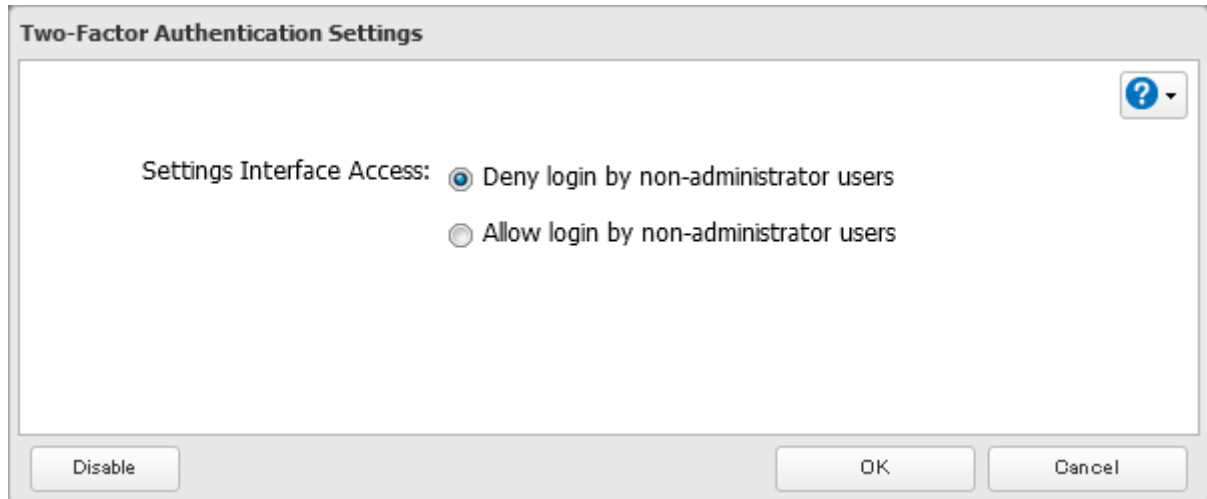 Two-Factor Authentication Settings
?
Settings Interface Access:
Deny login by non-administrator users
Allow login by non-administrator users
Disable
OK
Cancel